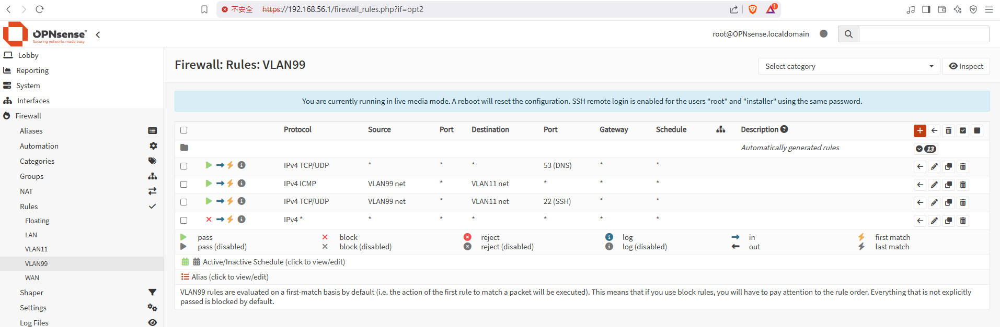 不安全 https://192.168.56.1/firewall_rules.php?if=opt2
1
OPNsense®
Securing networks made easy
root@OPNsense.localdomain
Lobby
Reporting
System
Interfaces
Firewall
Aliases
Automation
Categories
Groups
NAT
Rules
Floating
LAN
VLAN11
VLAN99
WAN
Shaper
Settings
Log Files
Firewall: Rules: VLAN99
Select category
Inspect
You are currently running in live media mode. A reboot will reset the configuration. SSH remote login is enabled for the users "root" and "installer" using the same password.
Protocol Source Port Destination Port Gateway Schedule Description
Automatically generated rules 13
IPv4 TCP/UDP * * * 53 (DNS) * *
IPv4 ICMP VLAN99 net * VLAN11 net * * *
IPv4 TCP/UDP VLAN99 net * VLAN11 net 22 (SSH) * *
IPv4 * * * * * * *
pass block reject log in first match
pass (disabled) block (disabled) reject (disabled) log (disabled) out last match
Active/Inactive Schedule (click to view/edit)
Alias (click to view/edit)
VLAN99 rules are evaluated on a first-match basis by default (i.e. the action of the first rule to match a packet will be executed). This means that if you use block rules, you will have to pay attention to the rule order. Everything that is not explicitly
passed is blocked by default.